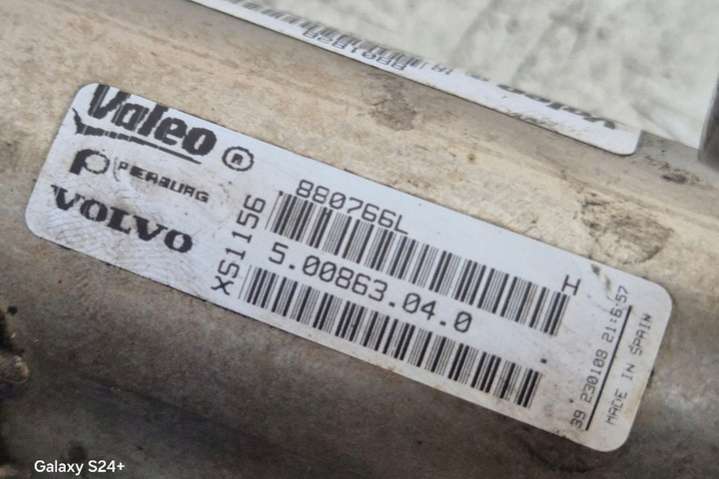 Valeo ®
PIERBURG
VOLVO
XS1156
880766L
H
5.00863.04.0
39 230108 21:6:57
MADE IN SPAIN
Galaxy S24+